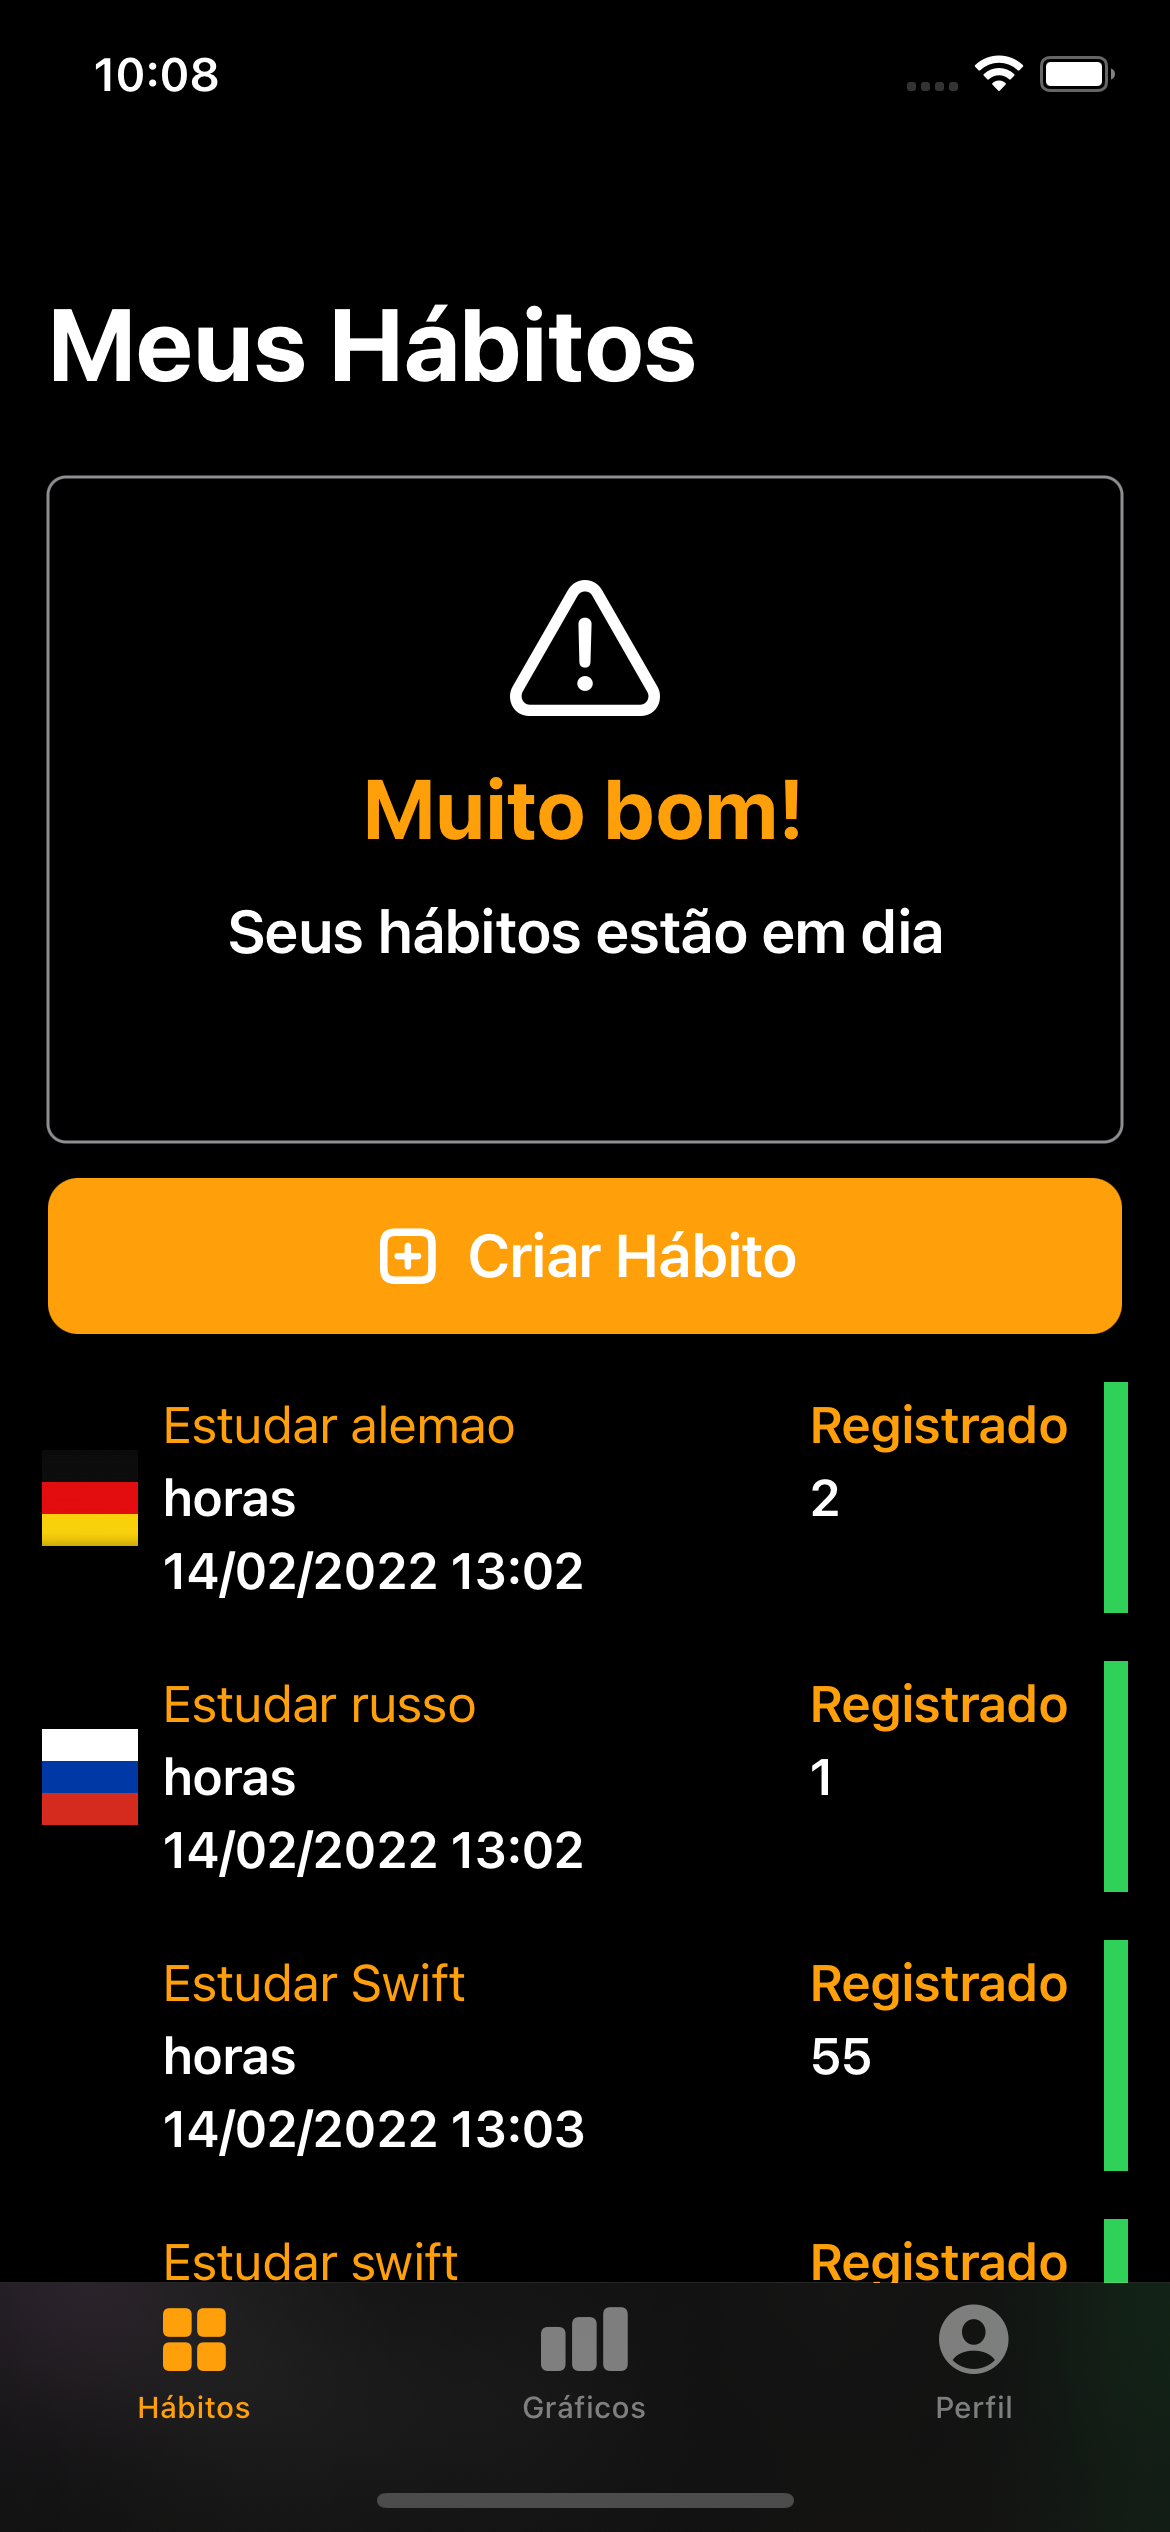 10:08
Meus Hábitos
Muito bom!
Seus hábitos estão em dia
Criar Hábito
Estudar alemao Registrado
horas 2
14/02/2022 13:02
Estudar russo Registrado
horas 1
14/02/2022 13:02
Estudar Swift Registrado
horas 55
14/02/2022 13:03
Estudar swift Registrado
Hábitos Gráficos Perfil